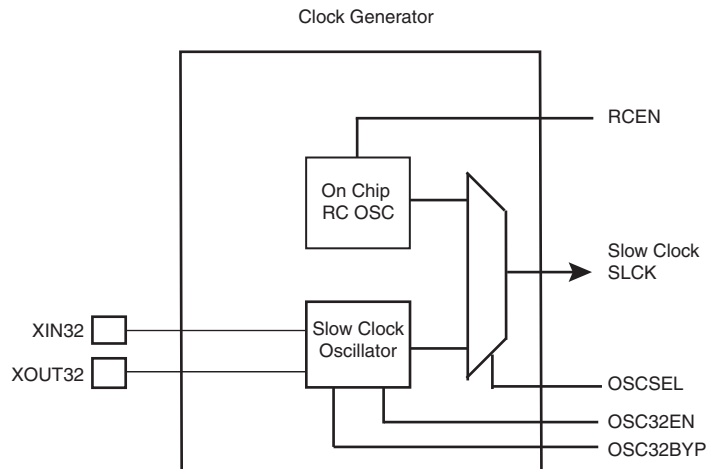 Clock Generator
RCEN
On Chip
RC OSC
Slow Clock
SLCK
XIN32
Slow Clock
Oscillator
XOUT32
OSCSEL
OSC32EN
OSC32BYP